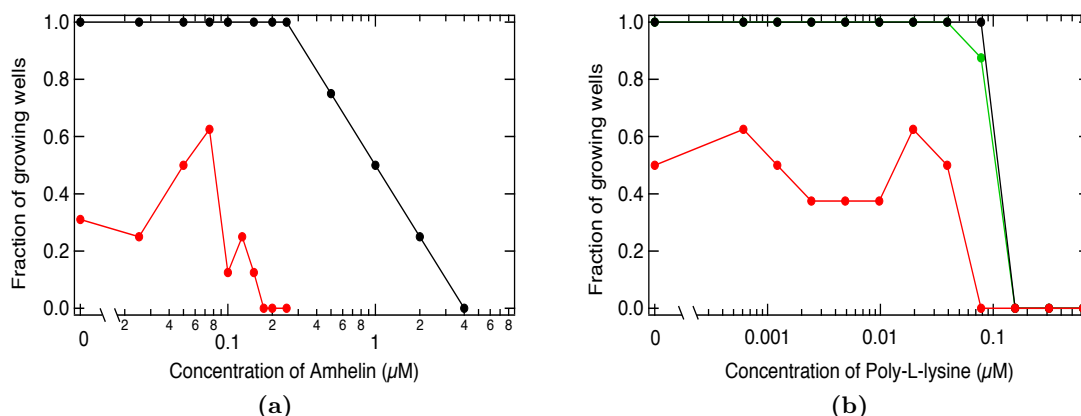 1.0
0.8
0.6
0.4
0.2
0.0
Fraction of growing wells
0 2 4 6 8 0.1 2 4 6 8 1 2 4 6 8
Concentration of Amhelin (µM)
(a)
1.0
0.8
0.6
0.4
0.2
0.0
Fraction of growing wells
0 0.001 0.01 0.1
Concentration of Poly-L-lysine (µM)
(b)